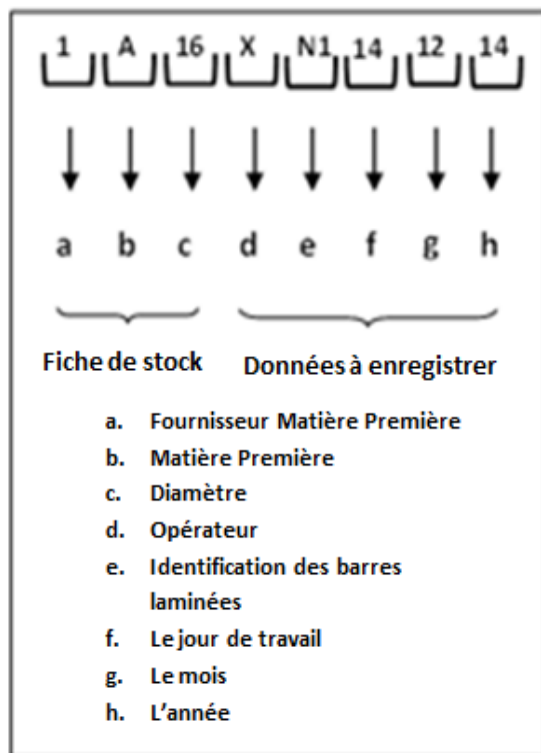 1 A 16 X N1 14 12 14
a b c d e f g h
Fiche de stock Données à enregistrer
a. Fournisseur Matière Première
b. Matière Première
c. Diamètre
d. Opérateur
e. Identification des barres
laminées
f. Le jour de travail
g. Le mois
h. L'année